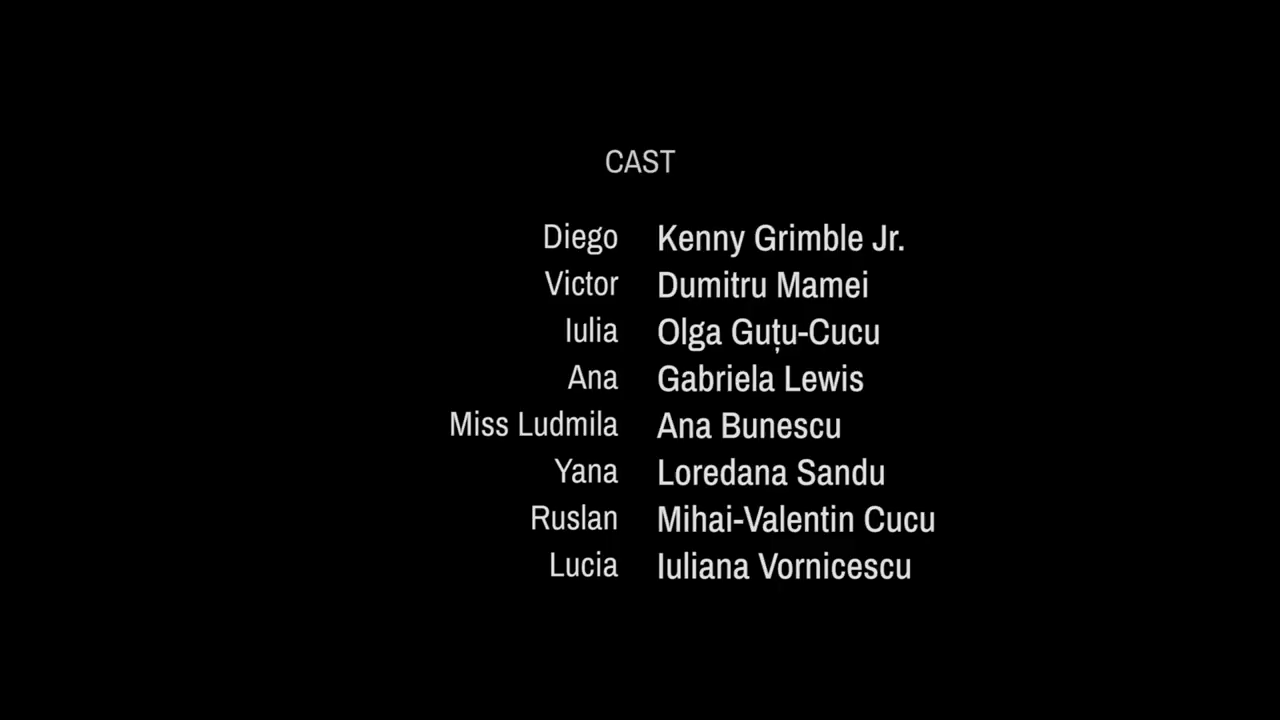 CAST
Diego Kenny Grimble Jr.
Victor Dumitru Mamei
Iulia Olga Guțu-Cucu
Ana Gabriela Lewis
Miss Ludmila Ana Bunescu
Yana Loredana Sandu
Ruslan Mihai-Valentin Cucu
Lucia Iuliana Vornicescu